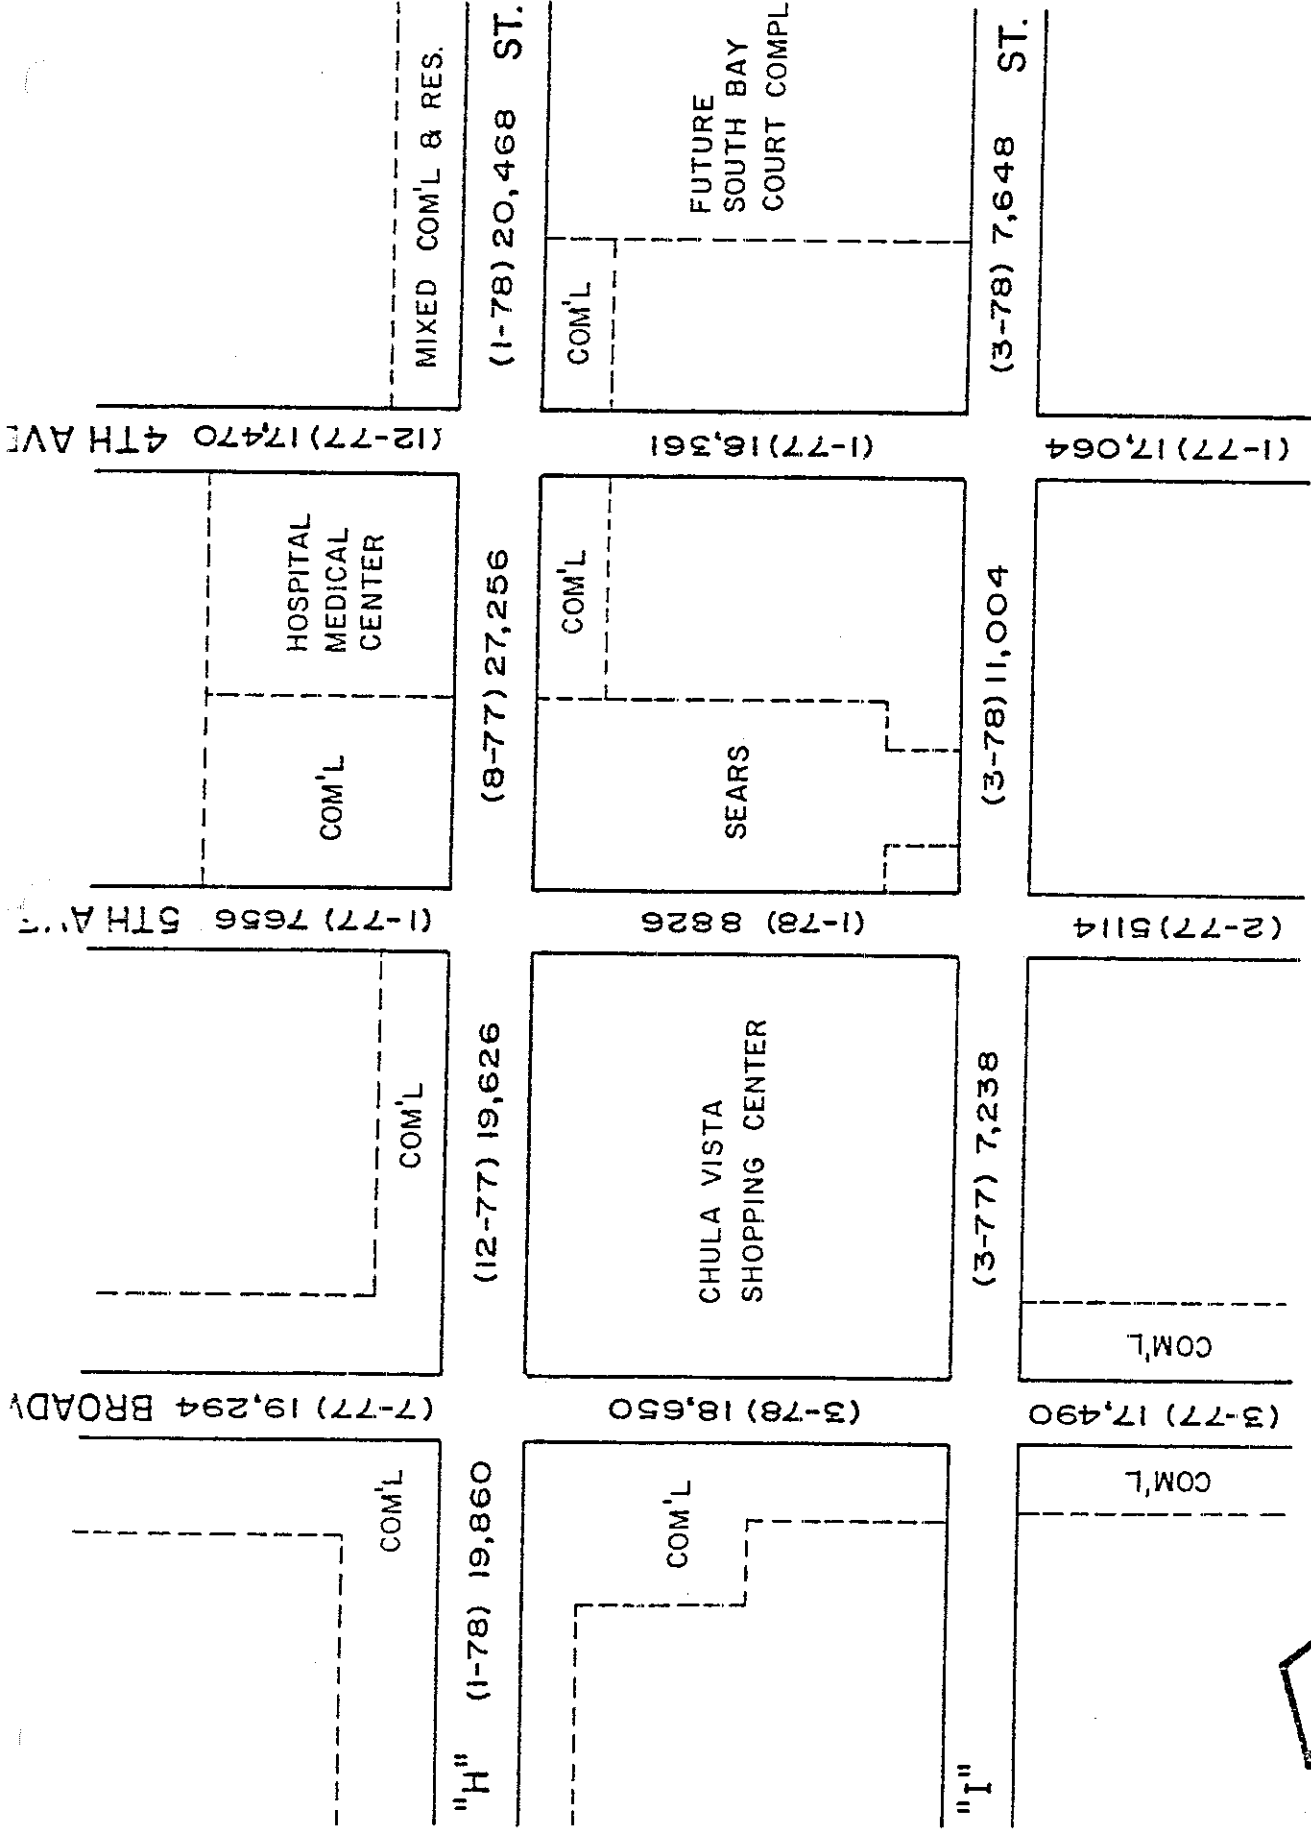 4TH AVE
(12-77) 17,470
MIXED COM'L & RES.
5TH
(1-77) 7656
COM'L
HOSPITAL
MEDICAL
CENTER
BROADW
(7-77) 19,294
COM'L
COM'L
"H"
(1-78) 19,860
(12-77) 19,626
(8-77) 27,256
(1-78) 20,468
ST.
COM'L
(3-78) 18,650
CHULA VISTA
SHOPPING CENTER
(1-78) 8826
SEARS
COM'L
(1-77) 18,361
COM'L
FUTURE
SOUTH BAY
COURT COMPL
"I"
(3-77) 7,238
(3-78) 11,004
(3-78) 7,648
ST.
COM'L
(3-77) 17,490
COM'L
(2-77) 5114
(1-77) 17,064